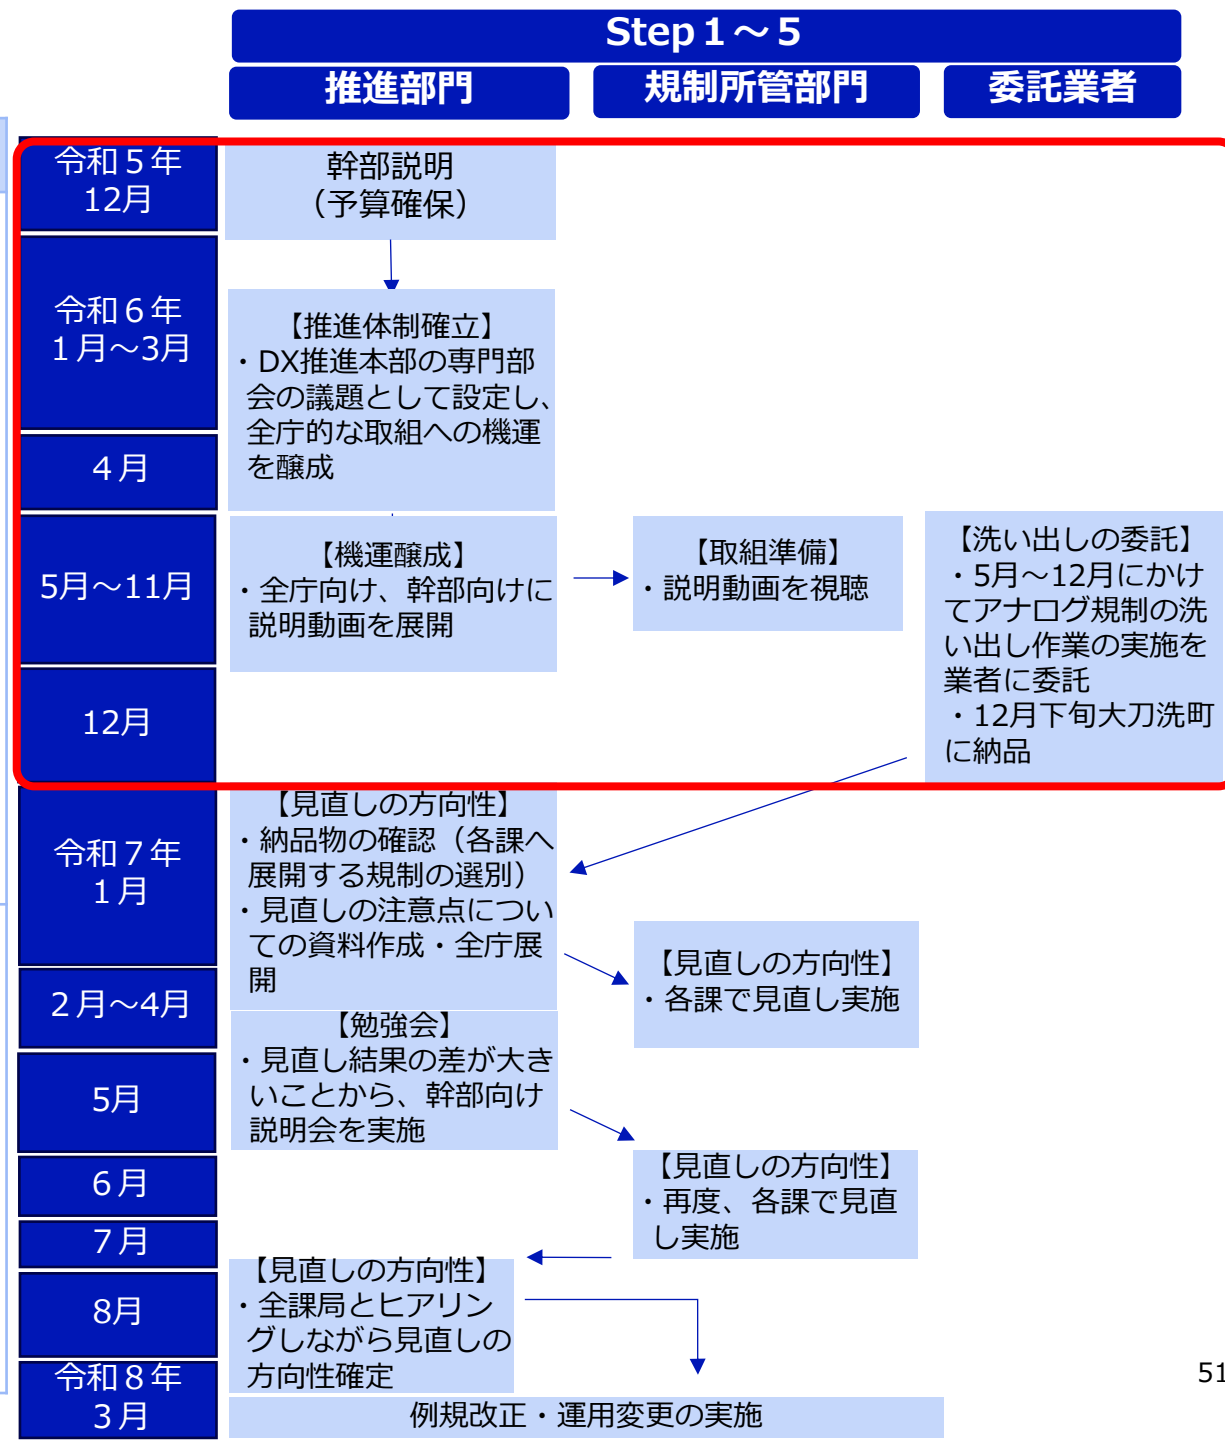 Step１～５
推進部門
規制所管部門
委託業者
令和５年
12月
幹部説明
（予算確保）
令和６年
１月～3月
【推進体制確立】
・DX推進本部の専門部
会の議題として設定し、
全庁的な取組への機運
を醸成
４月
5月～11月
【機運醸成】
・全庁向け、幹部向けに
説明動画を展開
【取組準備】
・説明動画を視聴
【洗い出しの委託】
・5月～12月にかけ
てアナログ規制の洗
い出し作業の実施を
業者に委託
・12月下旬大刀洗町
に納品
12月
令和７年
１月
【見直しの方向性】
・納品物の確認（各課へ
展開する規制の選別）
・見直しの注意点につい
ての資料作成・全庁展
開
【見直しの方向性】
・各課で見直し実施
２月～4月
【勉強会】
・見直し結果の差が大き
いことから、幹部向け
説明会を実施
5月
【見直しの方向性】
・再度、各課で見直
し実施
６月
７月
【見直しの方向性】
・全課局とヒアリン
グしながら見直しの
方向性確定
8月
令和８年
３月
例規改正・運用変更の実施
51